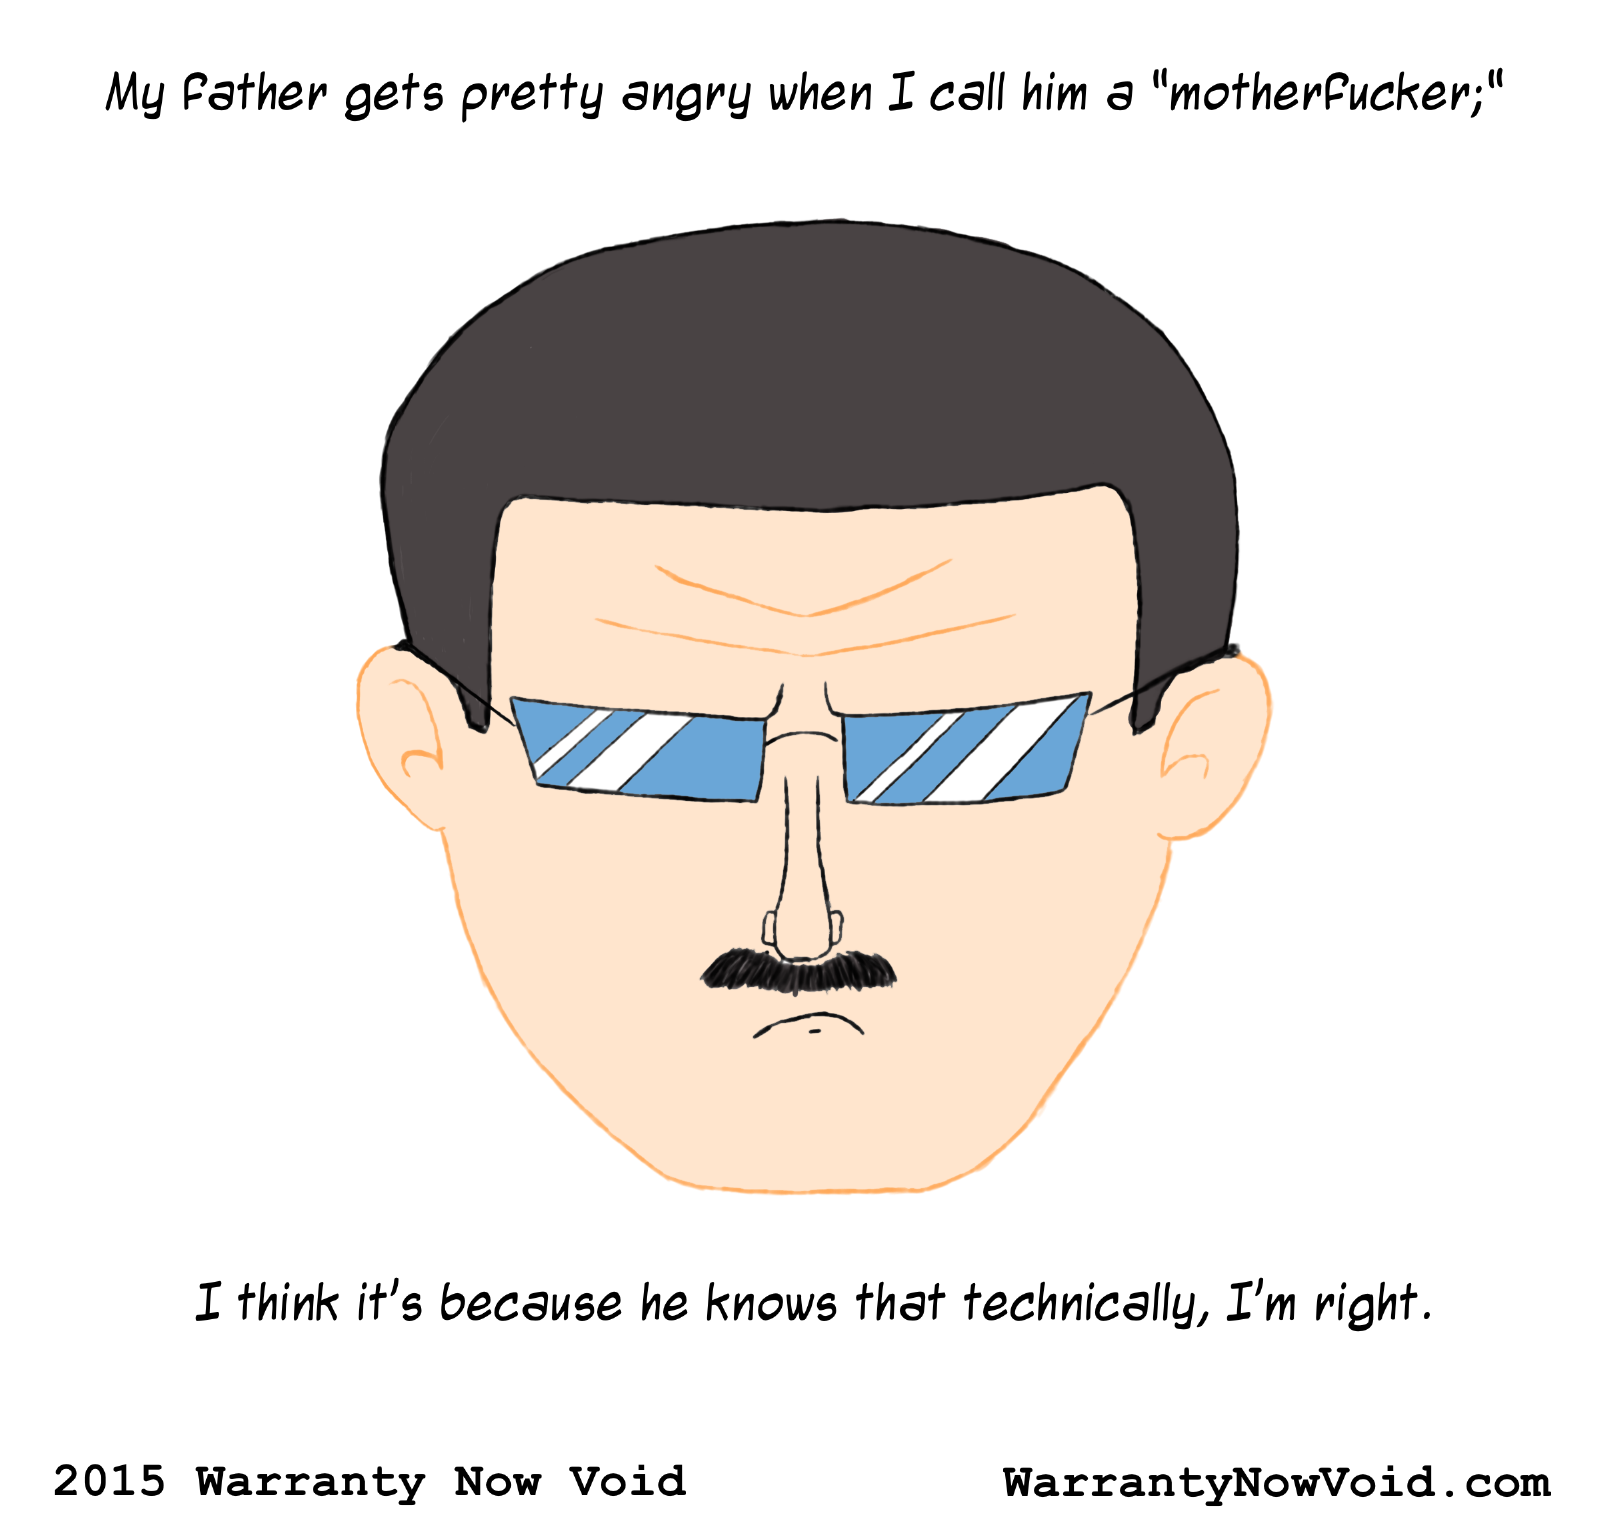 My father gets pretty angry when I call him a "motherfucker;"
I think it's because he knows that technically, I'm right.
2015 Warranty Now Void
WarrantyNowVoid.com